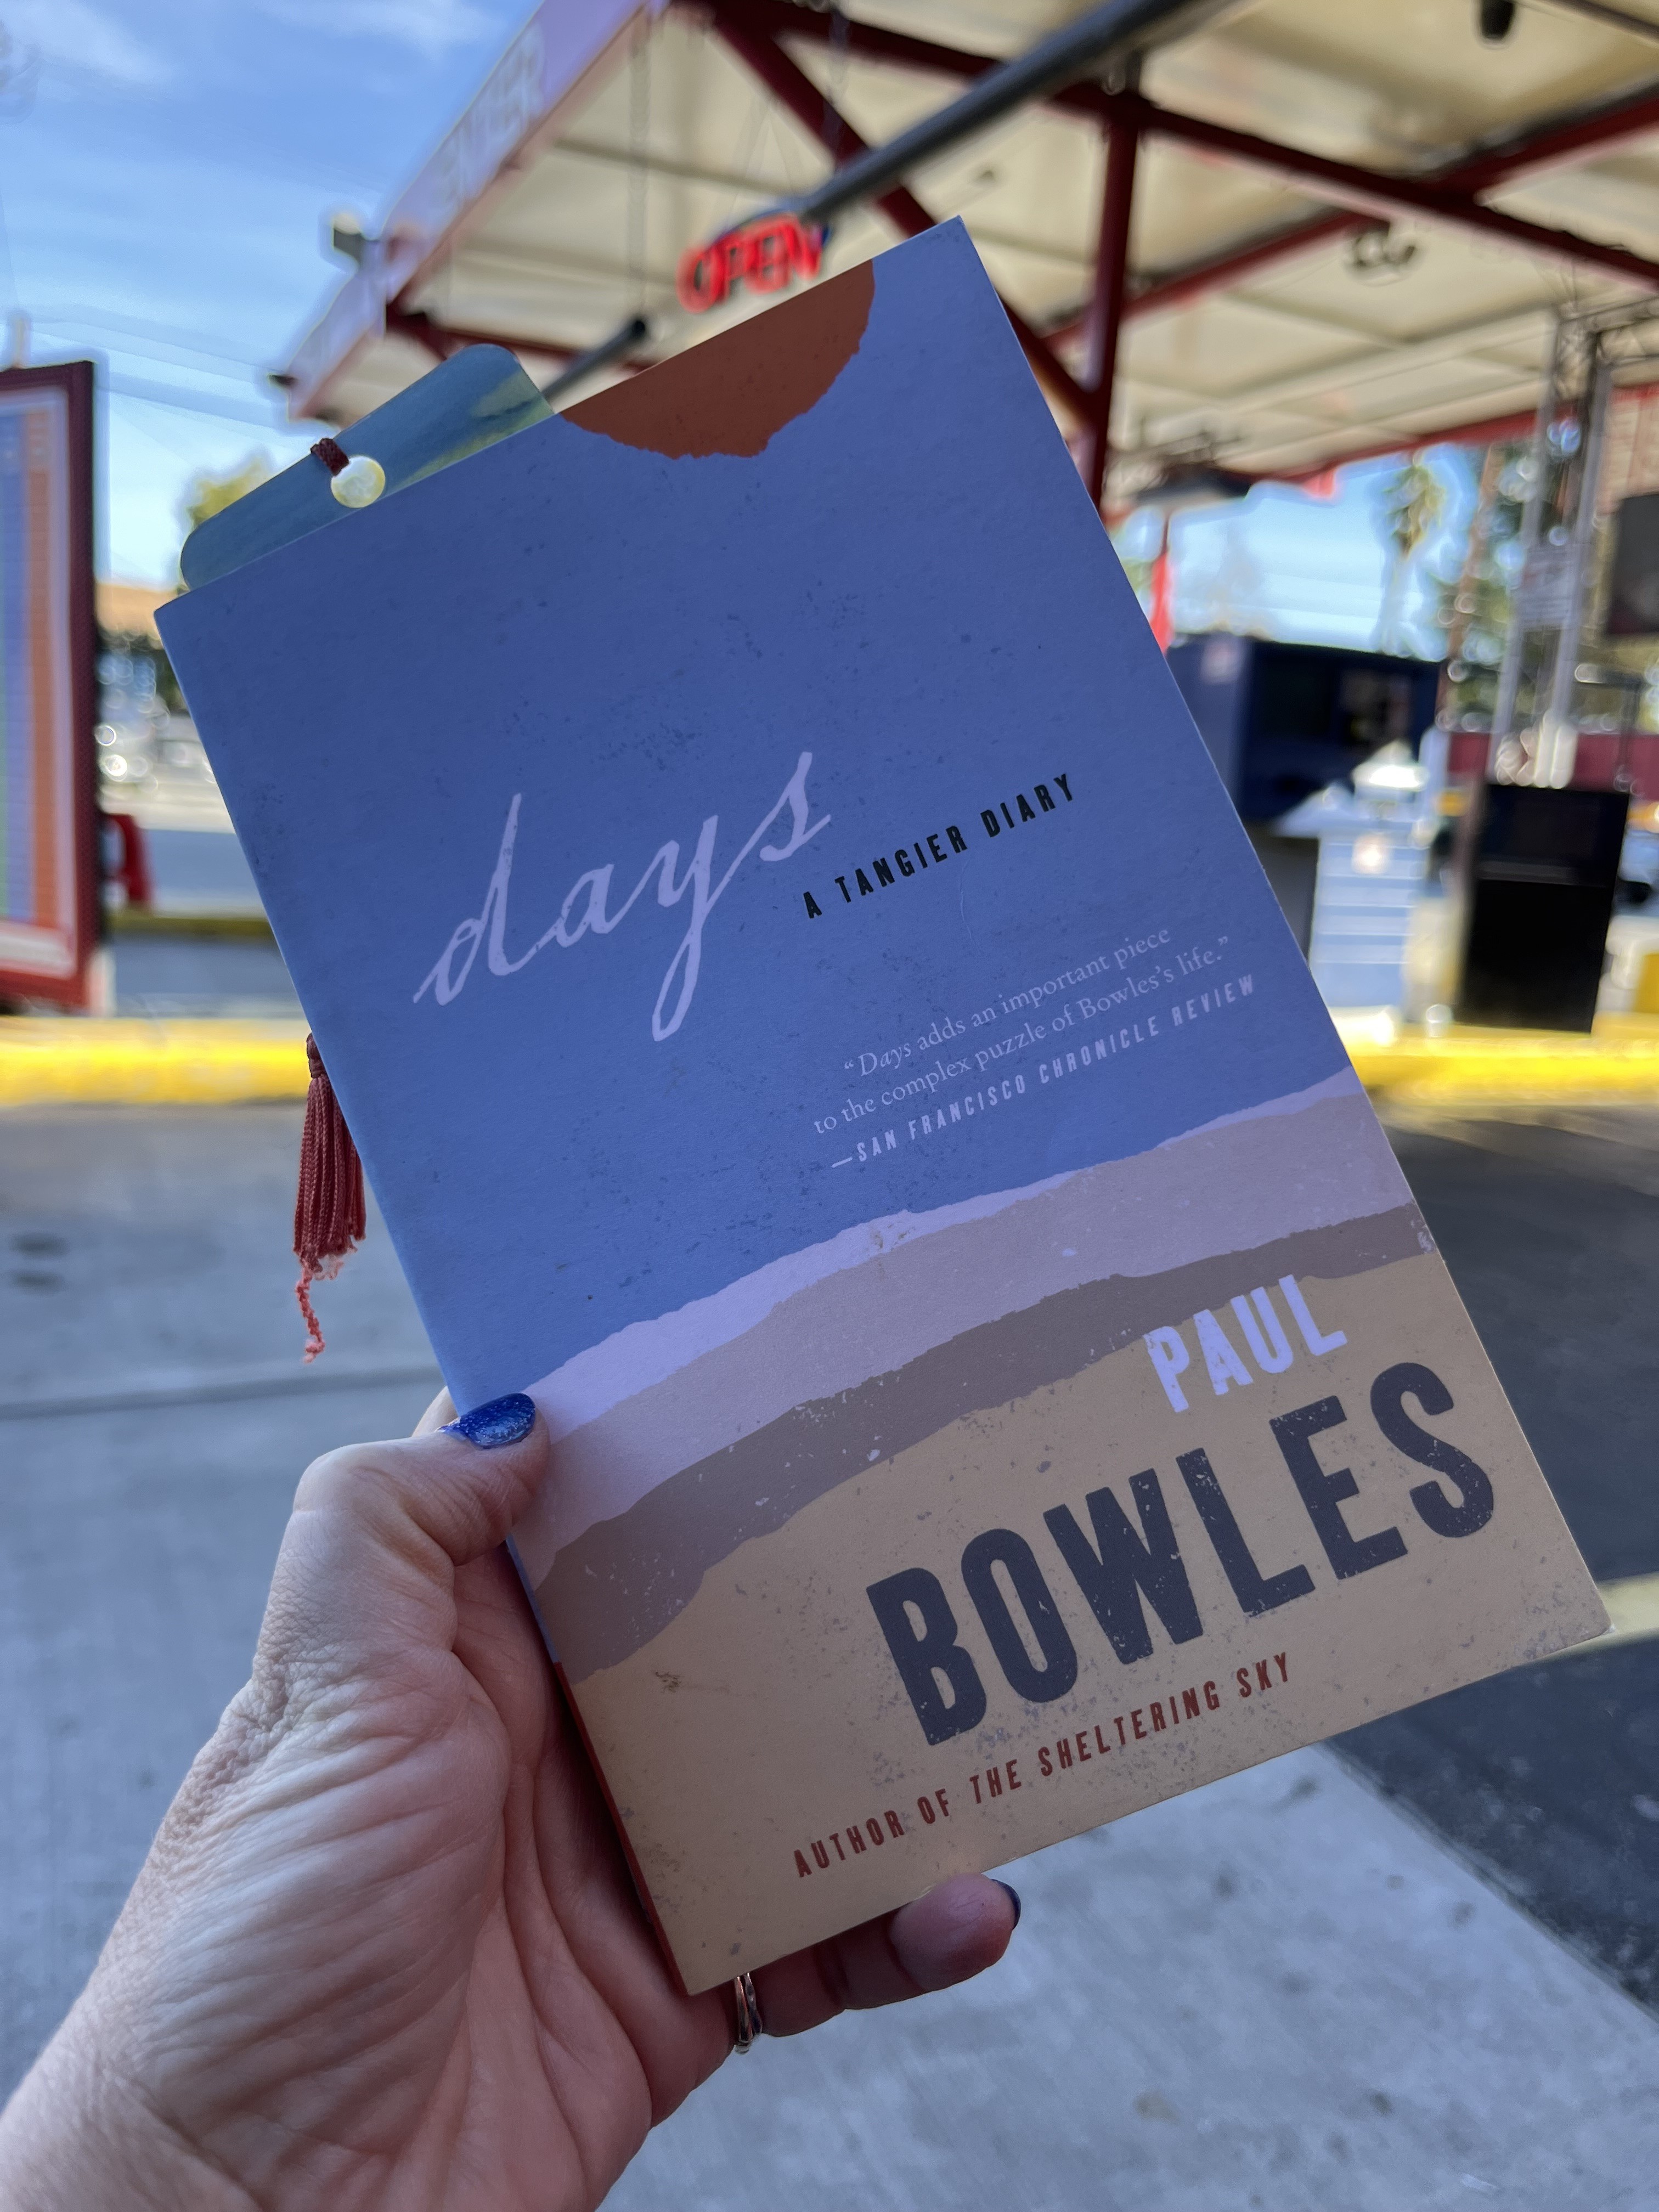 OPEN
days
A TANGIER DIARY
“Days adds an important piece
to the complex puzzle of Bowles’s life.”
—SAN FRANCISCO CHRONICLE REVIEW
PAUL
BOWLES
AUTHOR OF THE SHELTERING SKY